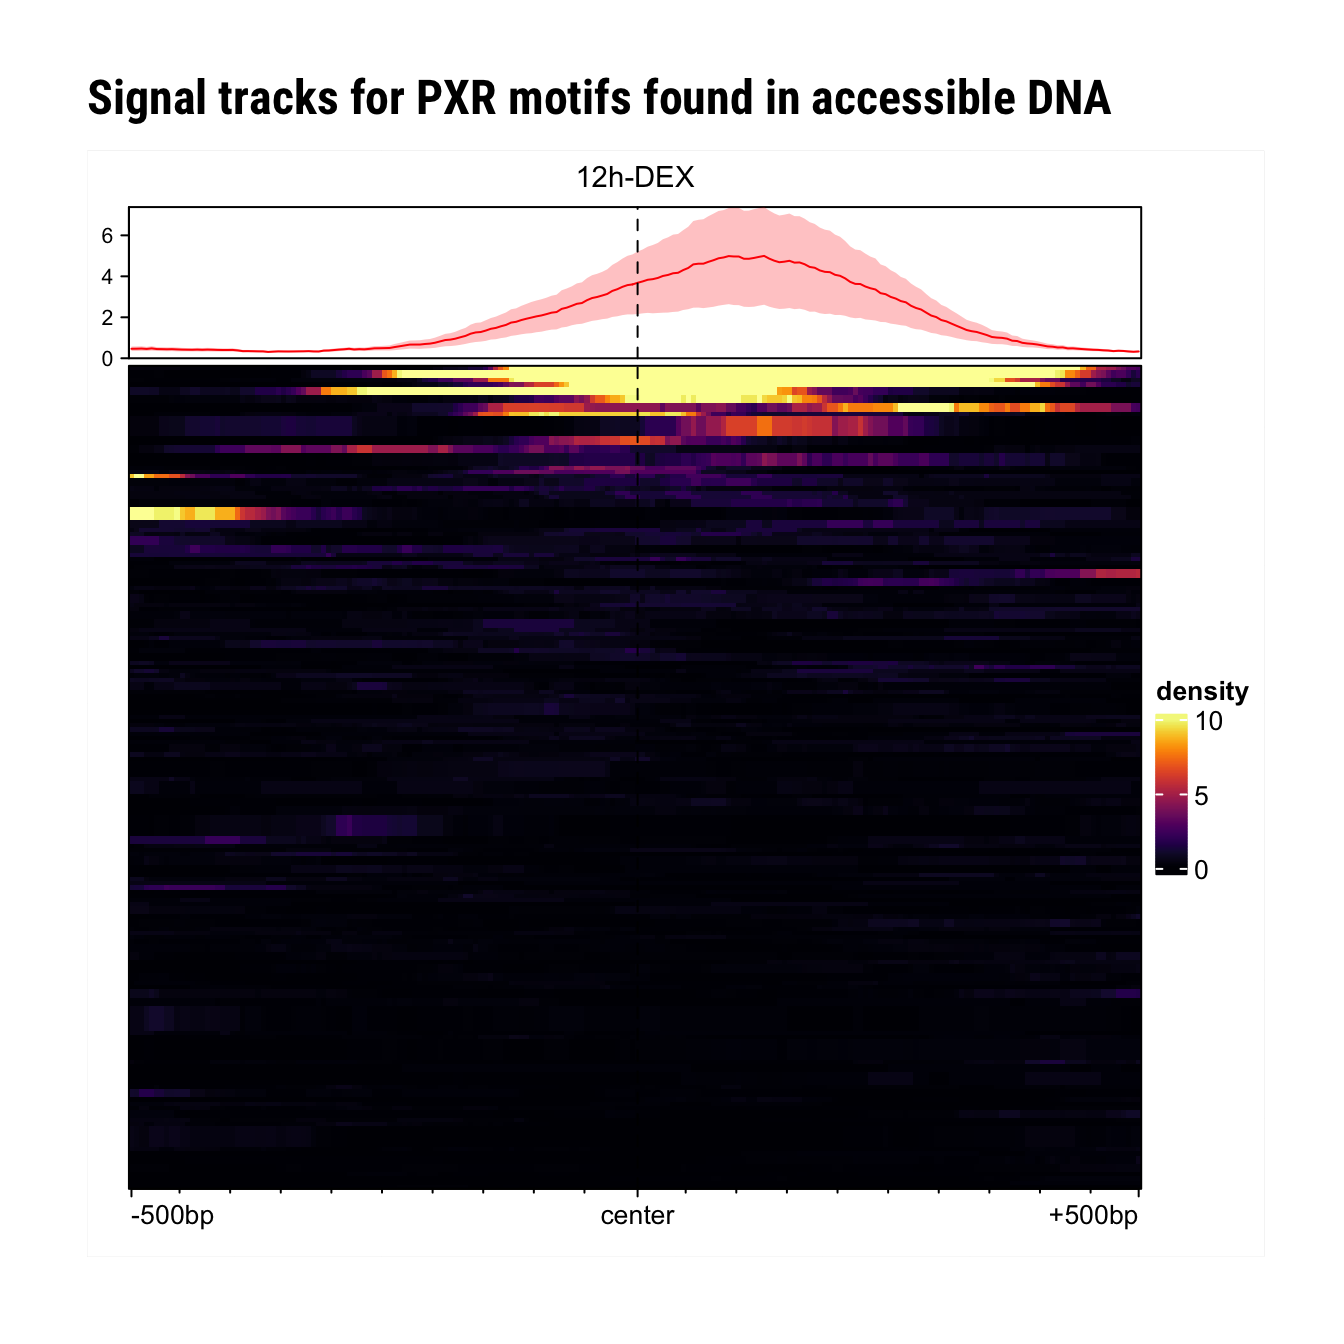 Signal tracks for PXR motifs found in accessible DNA
12h-DEX
6
4
2
0
density
10
5
0
-500bp
center
+500bp